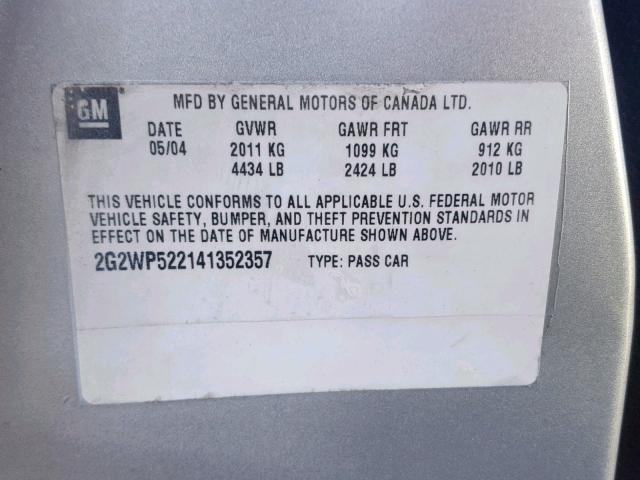 GM
MFD BY GENERAL MOTORS OF CANADA LTD.
DATE GVWR GAWR FRT GAWR RR
05/04 2011 KG 1099 KG 912 KG
4434 LB 2424 LB 2010 LB
THIS VEHICLE CONFORMS TO ALL APPLICABLE U.S. FEDERAL MOTOR
VEHICLE SAFETY, BUMPER, AND THEFT PREVENTION STANDARDS IN
EFFECT ON THE DATE OF MANUFACTURE SHOWN ABOVE.
2G2WP522141352357 TYPE: PASS CAR